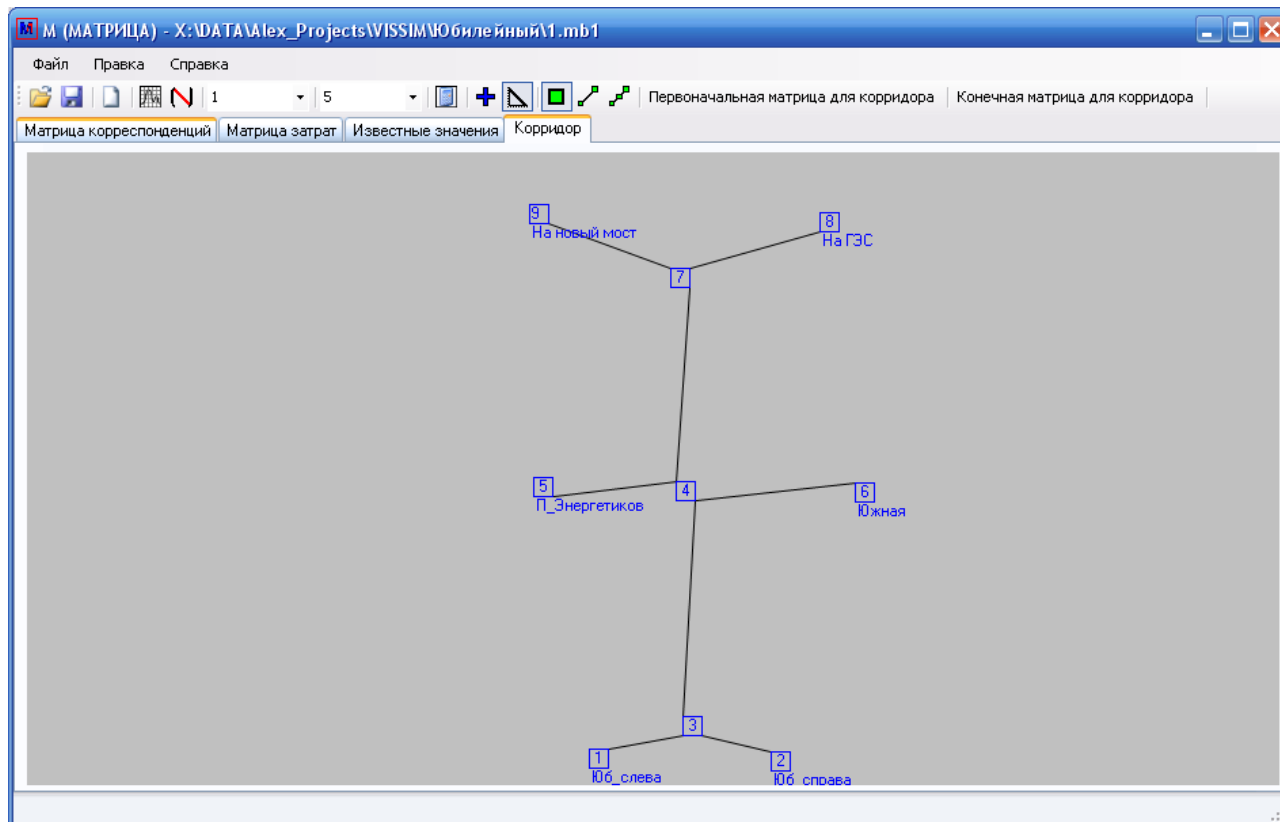 М (МАТРИЦА) - X:\DATA\Alex_Projects\VISSIM\Юбилейный\1.mb1
Файл Правка Справка
1 5 Первоначальная матрица для корридора Конечная матрица для корридора
Матрица корреспонденций Матрица затрат Известные значения Корридор
9 8
На новый мост На ГЭС
7
5 4 6
П_Энергетиков Южная
3
1 2
Юб_слева Юб_справа